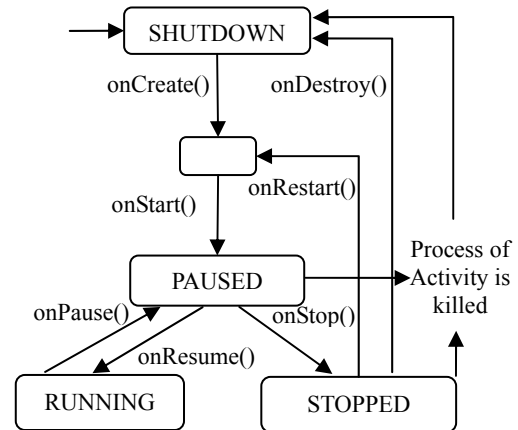 SHUTDOWN
onCreate()
onDestroy()
onRestart()
onStart()
Process of
Activity is
killed
PAUSED
onPause()
onStop()
onResume()
RUNNING
STOPPED